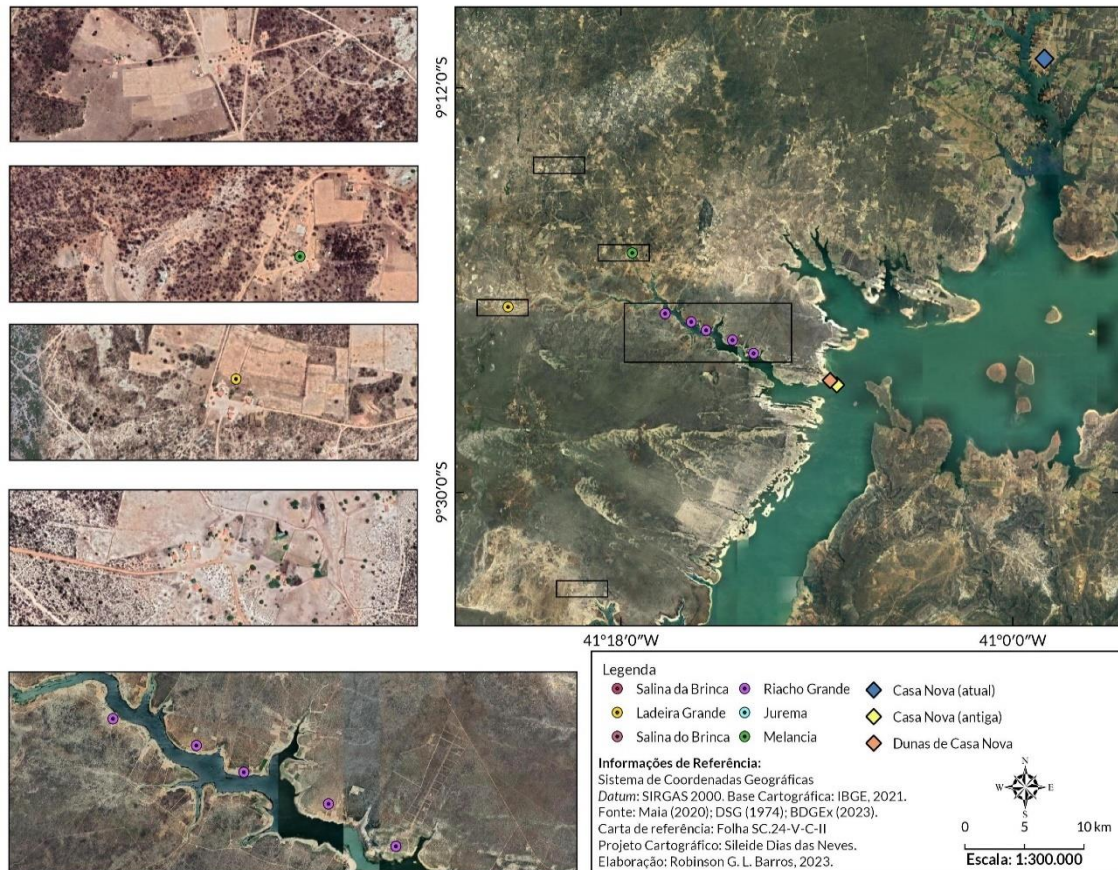 9°12'0"S
9°30'0"S
41°18'0"W
41°0'0"W
Legenda
Salina da Brinca
Ladeira Grande
Salina do Brinca
Riacho Grande
Jurema
Melancia
Casa Nova (atual)
Casa Nova (antiga)
Dunas de Casa Nova
Informações de Referência:
Sistema de Coordenadas Geográficas
Datum: SIRGAS 2000. Base Cartográfica: IBGE, 2021.
Fonte: Maia (2020); DSG (1974); BDGEx (2023).
Carta de referência: Folha SC.24-V-C-II
Projeto Cartográfico: Sileide Dias das Neves.
Elaboração: Robinson G. L. Barros, 2023.
N
W E
S
0 5 10 km
Escala: 1:300.000